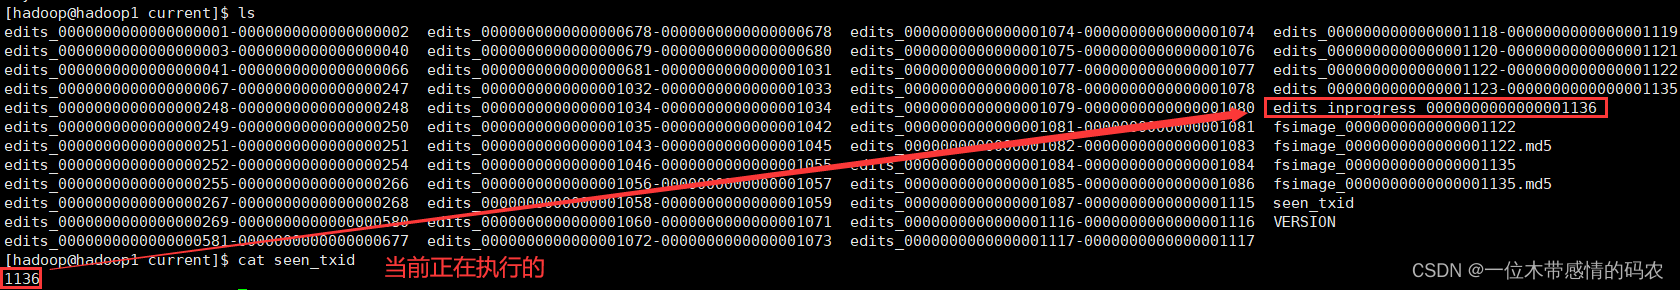 [hadoop@hadoop1 current]$ ls
edits_0000000000000000001-0000000000000000002 edits_0000000000000000678-0000000000000000678 edits_0000000000000001074-0000000000000001074 edits_0000000000000001118-0000000000000001119
edits_0000000000000000003-0000000000000000040 edits_0000000000000000679-0000000000000000680 edits_0000000000000001075-0000000000000001076 edits_0000000000000001120-0000000000000001121
edits_0000000000000000041-0000000000000000066 edits_0000000000000000681-0000000000000001031 edits_0000000000000001077-0000000000000001077 edits_0000000000000001122-0000000000000001122
edits_0000000000000000067-0000000000000000247 edits_0000000000000001032-0000000000000001033 edits_0000000000000001078-0000000000000001078 edits_0000000000000001123-0000000000000001135
edits_0000000000000000248-0000000000000000248 edits_0000000000000001034-0000000000000001034 edits_0000000000000001079-0000000000000001080 edits_inprogress_0000000000000001136
edits_0000000000000000249-0000000000000000250 edits_0000000000000001035-0000000000000001042 edits_0000000000000001081-0000000000000001081 fsimage_0000000000000001122
edits_0000000000000000251-0000000000000000251 edits_0000000000000001043-0000000000000001045 edits_0000000000000001082-0000000000000001083 fsimage_0000000000000001122.md5
edits_0000000000000000252-0000000000000000254 edits_0000000000000001046-0000000000000001055 edits_0000000000000001084-0000000000000001084 fsimage_0000000000000001135
edits_0000000000000000255-0000000000000000266 edits_0000000000000001056-0000000000000001057 edits_0000000000000001085-0000000000000001086 fsimage_0000000000000001135.md5
edits_0000000000000000267-0000000000000000268 edits_0000000000000001058-0000000000000001059 edits_0000000000000001087-0000000000000001115 seen_txid
edits_0000000000000000269-0000000000000000580 edits_0000000000000001060-0000000000000001071 edits_0000000000000001116-0000000000000001116 VERSION
edits_0000000000000000581-0000000000000000677 edits_0000000000000001072-0000000000000001073 edits_0000000000000001117-0000000000000001117
[hadoop@hadoop1 current]$ cat seen_txid
当前正在执行的
1136
CSDN @一位木带感情的码农